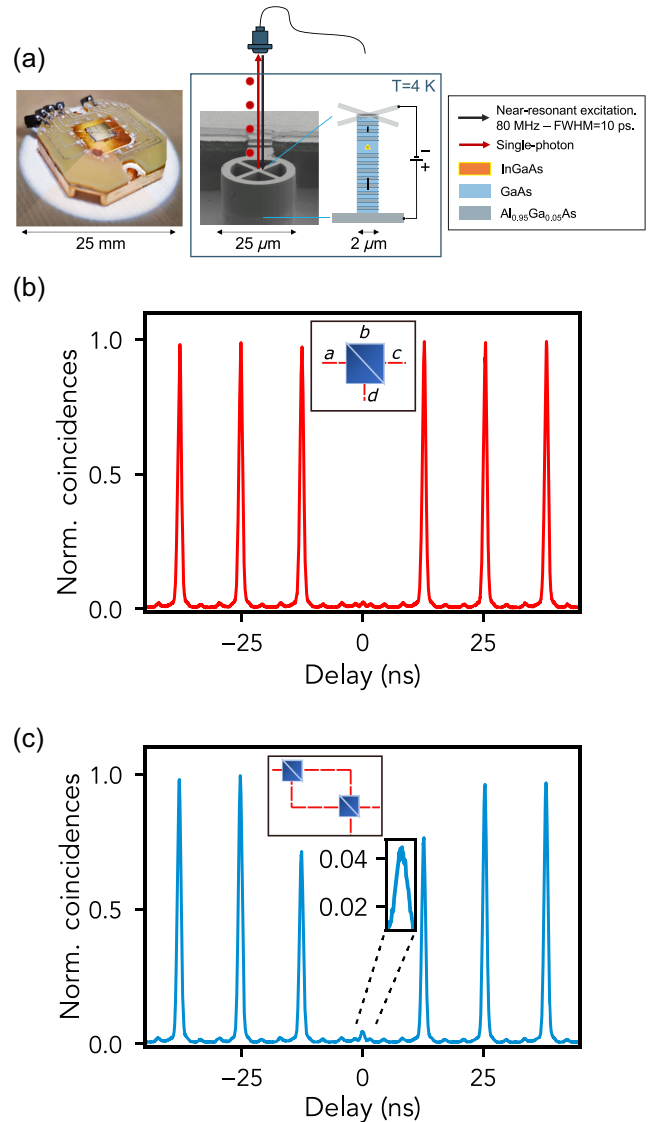 (a)
T=4 K
+ −
25 mm
25 µm
2 µm
Near-resonant excitation.
80 MHz – FWHM=10 ps.
Single-photon
InGaAs
GaAs
Al0.95Ga0.05As
(b)
Norm. coincidences
1.0
0.5
0.0
a
b
c
d
−25
0
25
Delay (ns)
(c)
Norm. coincidences
1.0
0.5
0.0
0.04
0.02
−25
0
25
Delay (ns)